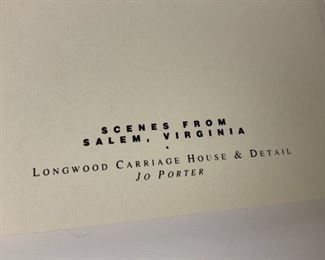 SCENES FROM
SALEM, VIRGINIA
LONGWOOD CARRIAGE HOUSE & DETAIL
JO PORTER